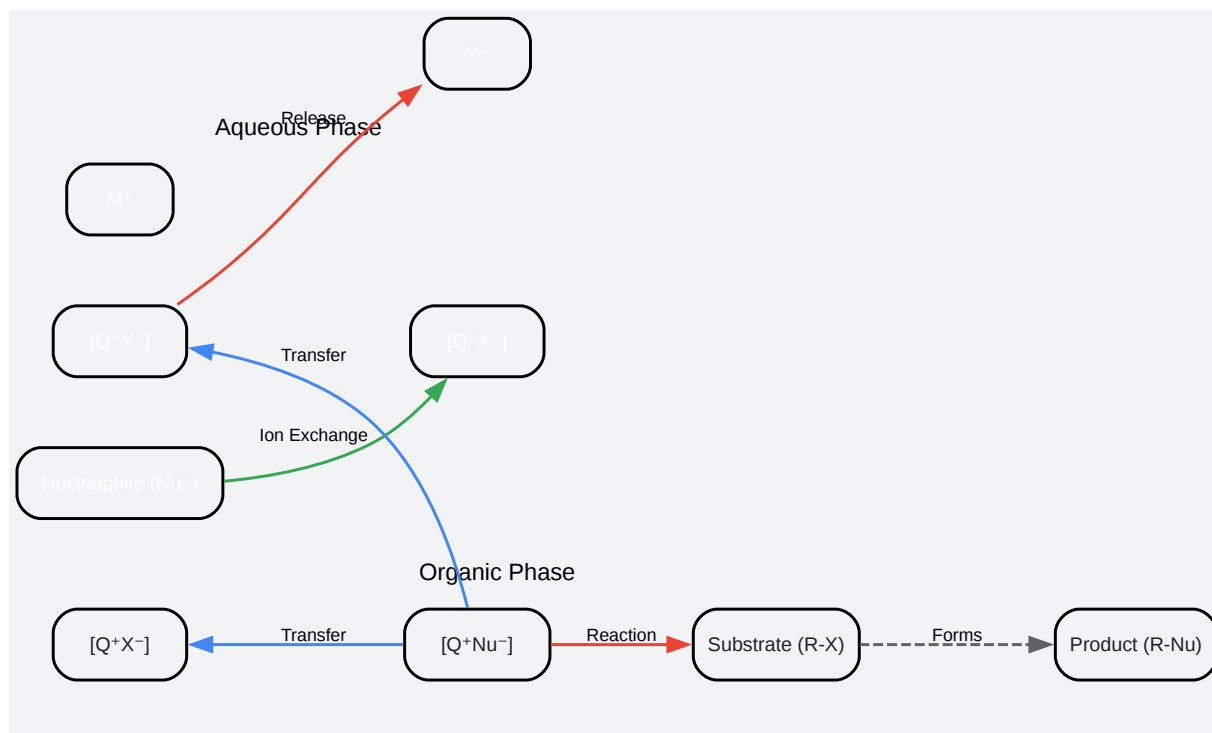 Y⁻
Release
Aqueous Phase
M⁺
[Q⁺Y⁻]
[Q⁺X⁻]
Transfer
Ion Exchange
Nucleophile (Nu⁻)
Organic Phase
[Q⁺X⁻]
Transfer
[Q⁺Nu⁻]
Reaction
Substrate (R-X)
Forms
Product (R-Nu)